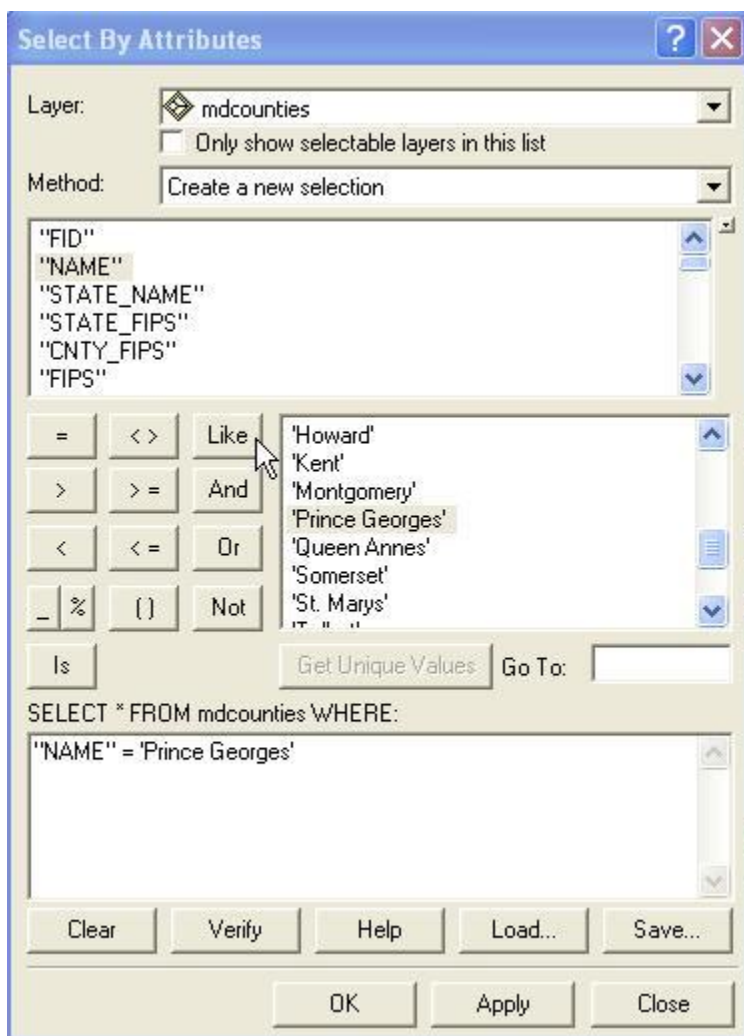 Select By Attributes
Layer: mdcounties
Only show selectable layers in this list
Method: Create a new selection
"FID"
"NAME"
"STATE_NAME"
"STATE_FIPS"
"CNTY_FIPS"
"FIPS"
= < > Like
> > = And
< < = Or
_ % ( ) Not
Is
'Howard'
'Kent'
'Montgomery'
'Prince Georges'
'Queen Annes'
'Somerset'
'St. Marys'
Get Unique Values Go To:
SELECT * FROM mdcounties WHERE:
"NAME" = 'Prince Georges'
Clear Verify Help Load... Save...
OK Apply Close